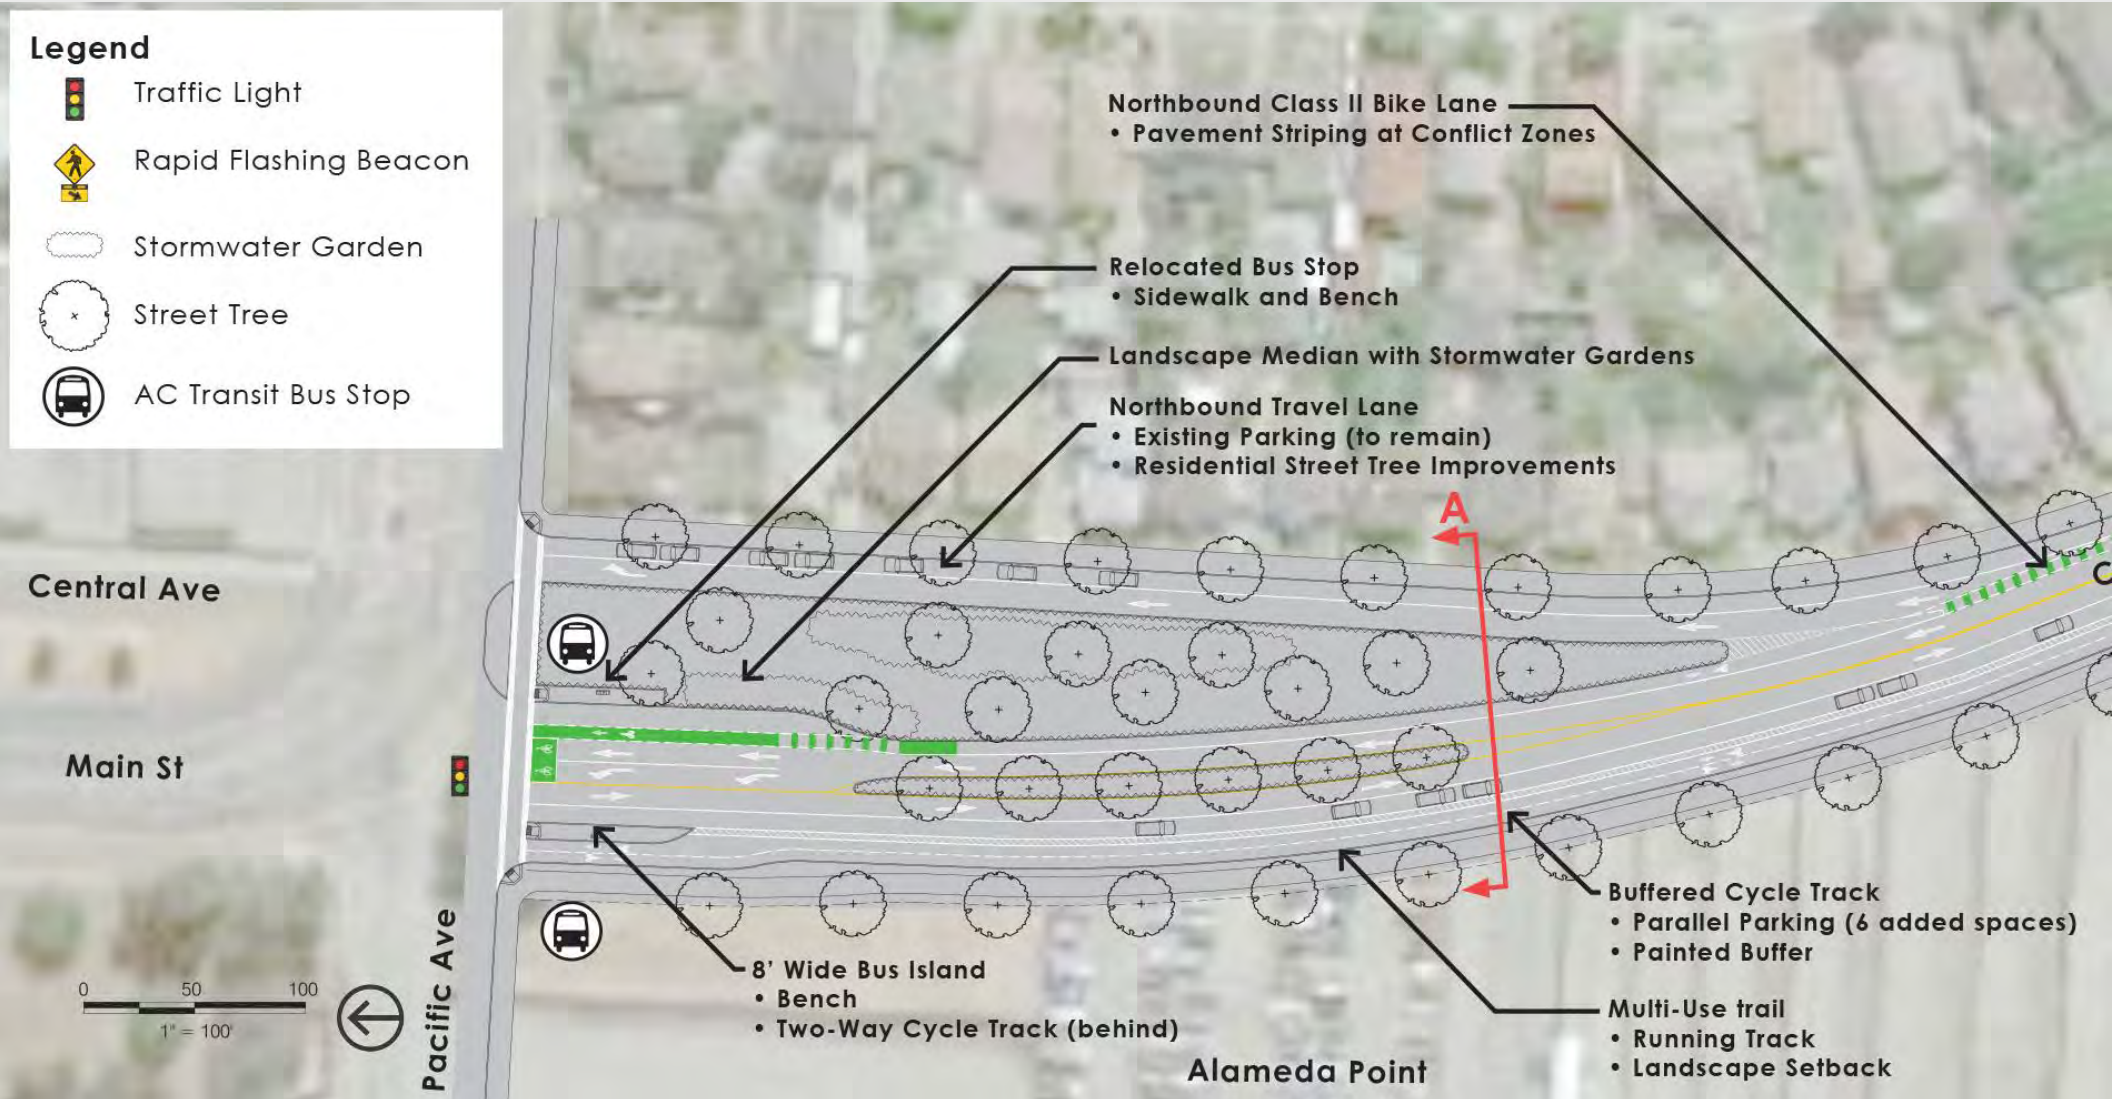 Legend
Traffic Light
Rapid Flashing Beacon
Stormwater Garden
Street Tree
AC Transit Bus Stop
Northbound Class II Bike Lane
• Pavement Striping at Conflict Zones
Relocated Bus Stop
• Sidewalk and Bench
Landscape Median with Stormwater Gardens
Northbound Travel Lane
• Existing Parking (to remain)
• Residential Street Tree Improvements
A
C
Central Ave
Main St
Pacific Ave
0 50 100
1" = 100'
8' Wide Bus Island
• Bench
• Two-Way Cycle Track (behind)
Buffered Cycle Track
• Parallel Parking (6 added spaces)
• Painted Buffer
Multi-Use trail
• Running Track
• Landscape Setback
Alameda Point